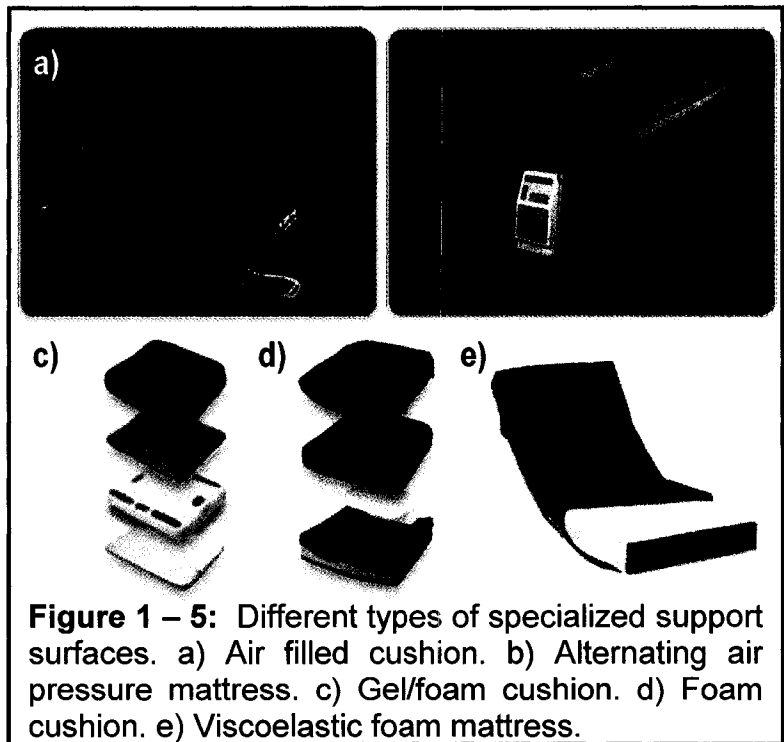 a)
c) d) e)
Figure 1 – 5: Different types of specialized support
surfaces. a) Air filled cushion. b) Alternating air
pressure mattress. c) Gel/foam cushion. d) Foam
cushion. e) Viscoelastic foam mattress.